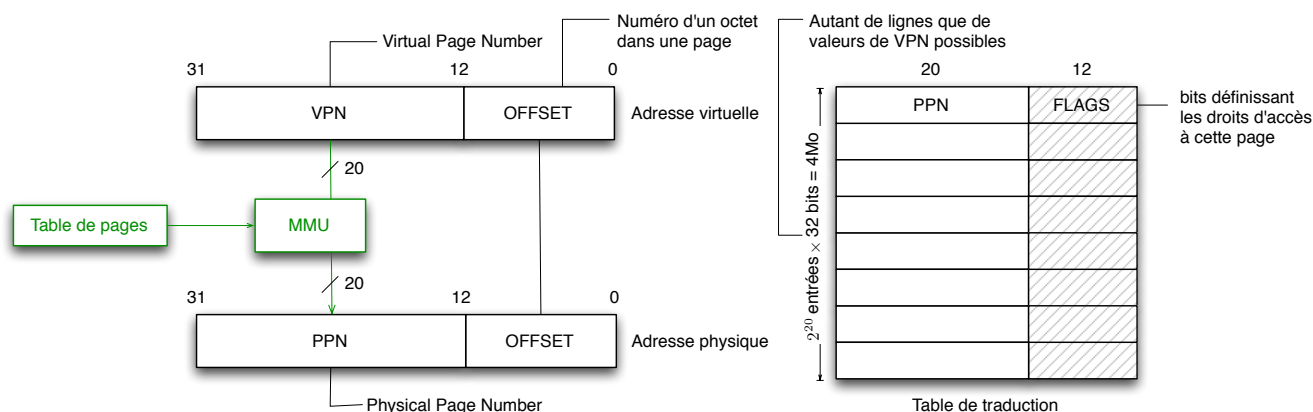 Virtual Page Number
Numéro d'un octet
dans une page
31
12
0
VPN
OFFSET
Adresse virtuelle
20
Table de pages
MMU
20
31
12
0
PPN
OFFSET
Adresse physique
Physical Page Number
Autant de lignes que de
valeurs de VPN possibles
20
12
PPN
FLAGS
bits définissant
les droits d'accès
à cette page
2²⁰ entrées × 32 bits = 4Mo
Table de traduction